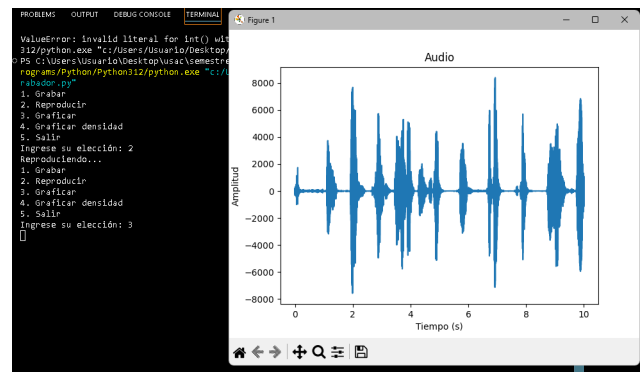 PROBLEMS OUTPUT DEBUG CONSOLE TERMINAL
ValueError: invalid literal for int() wit
312/python.exe "c:/Users/Usuario/Desktop/
PS C:\Users\Usuario\Desktop\usac\semestre
rograms/Python/Python312/python.exe "c:/U
rabador.py"
1. Grabar
2. Reproducir
3. Graficar
4. Graficar densidad
5. Salir
Ingrese su elección: 2
Reproduciendo...
1. Grabar
2. Reproducir
3. Graficar
4. Graficar densidad
5. Salir
Ingrese su elección: 3
Figure 1
Audio
Amplitud
8000
6000
4000
2000
0
−2000
−4000
−6000
−8000
0 2 4 6 8 10
Tiempo (s)